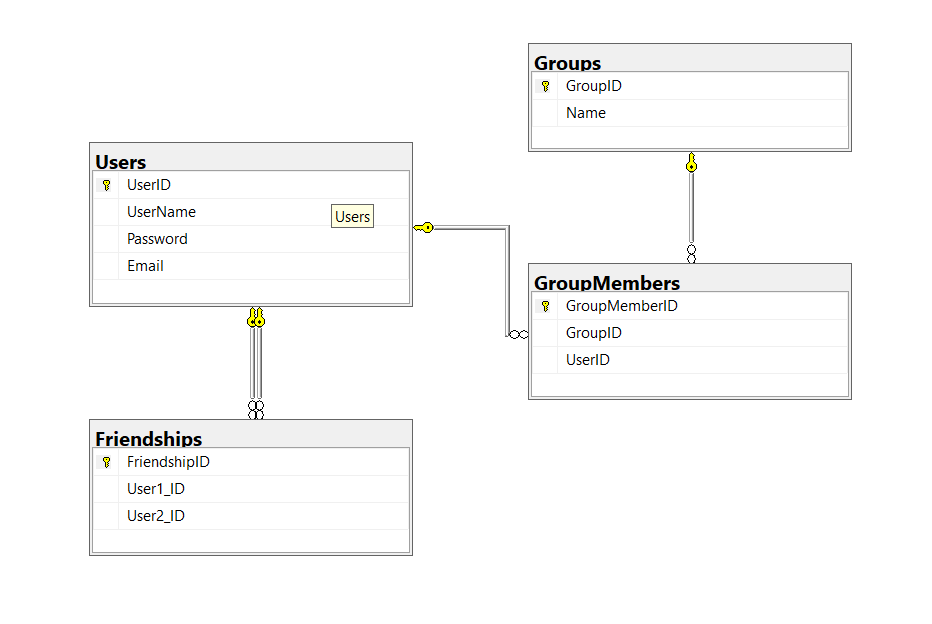 Groups
GroupID
Name
Users
UserID
UserName
Users
Password
Email
GroupMembers
GroupMemberID
GroupID
UserID
Friendships
FriendshipID
User1_ID
User2_ID